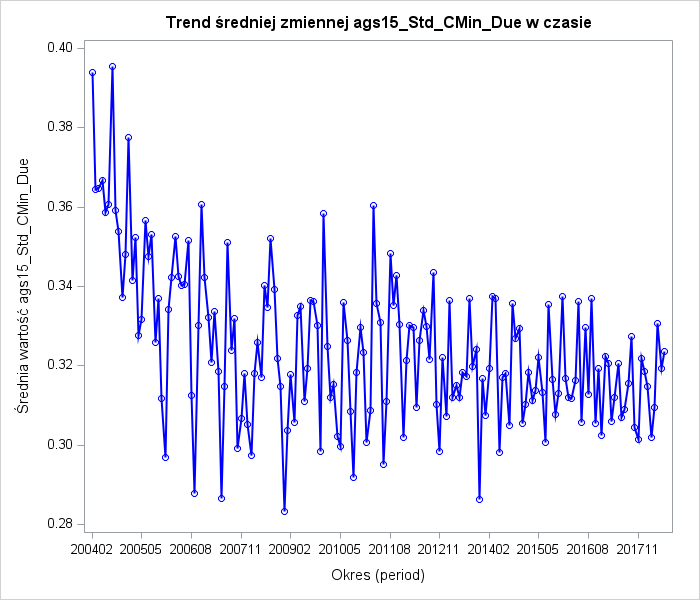 Trend średniej zmiennej ags15_Std_CMin_Due w czasie
0.40
0.38
0.36
0.34
0.32
0.30
0.28
Średnia wartość ags15_Std_CMin_Due
200402 200505 200608 200711 200902 201005 201108 201211 201402 201505 201608 201711
Okres (period)